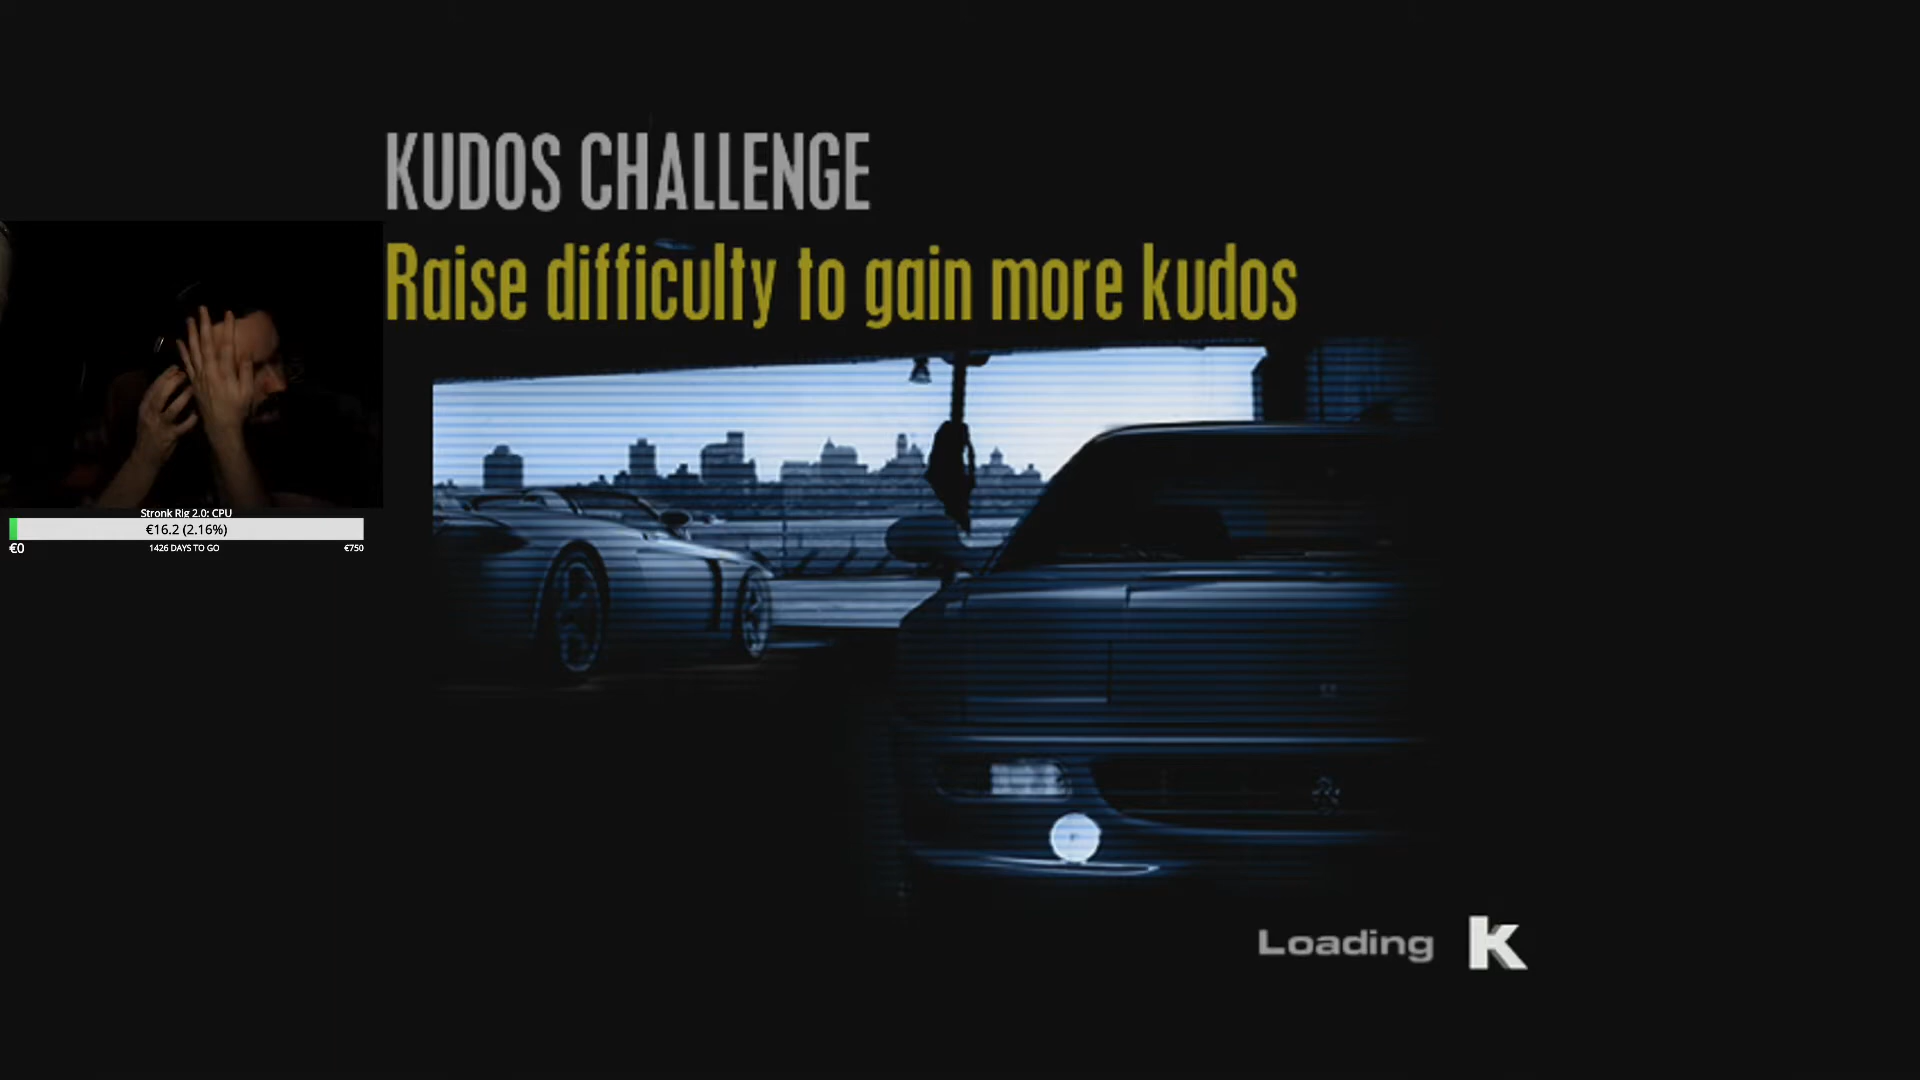 KUDOS CHALLENGE
Raise difficulty to gain more kudos
Stronk Rig 2.0: CPU
€16.2 (2.16%)
€0
1426 DAYS TO GO
€750
Loading K